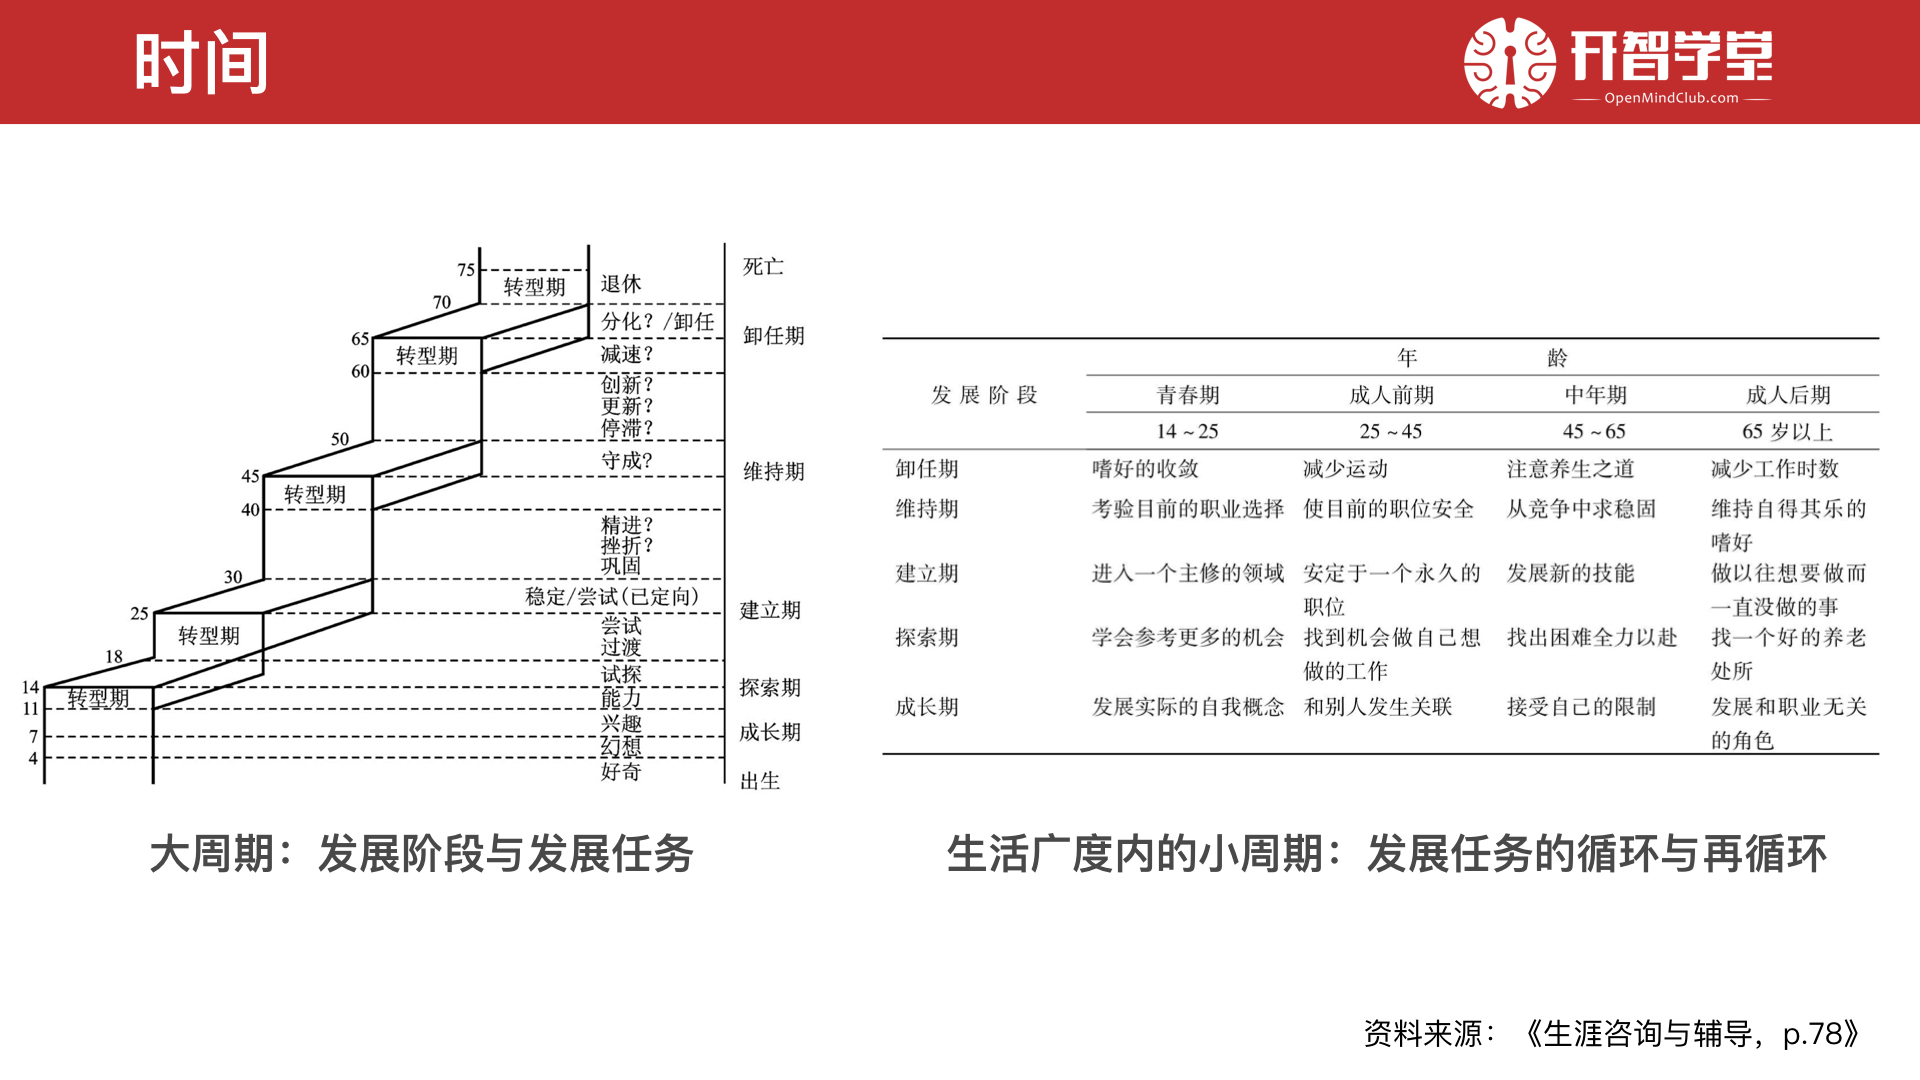 时间
开智学堂
OpenMindClub.com
75
转型期
退休
死亡
70
分化？/卸任
卸任期
65
转型期
减速？
60
创新？
更新？
停滞？
50
守成？
维持期
45
转型期
40
精进？
挫折？
巩固
30
稳定/尝试(已定向)
建立期
25
转型期
尝试
过渡
18
试探
探索期
14
转型期
能力
11
兴趣
成长期
7
幻想
4
好奇
出生
大周期：发展阶段与发展任务
年 龄
发展阶段 青春期 成人前期 中年期 成人后期
14～25 25～45 45～65 65 岁以上
卸任期 嗜好的收敛 减少运动 注意养生之道 减少工作时数
维持期 考验目前的职业选择 使目前的职位安全 从竞争中求稳固 维持自得其乐的
嗜好
建立期 进入一个主修的领域 安定于一个永久的 发展新的技能 做以往想要做而
职位 一直没做的事
探索期 学会参考更多的机会 找到机会做自己想 找出困难全力以赴 找一个好的养老
做的工作 处所
成长期 发展实际的自我概念 和别人发生关联 接受自己的限制 发展和职业无关
的角色
生活广度内的小周期：发展任务的循环与再循环
资料来源：《生涯咨询与辅导，p.78》